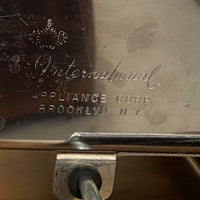 International
APPLIANCE CORP.
BROOKLYN, N.Y.